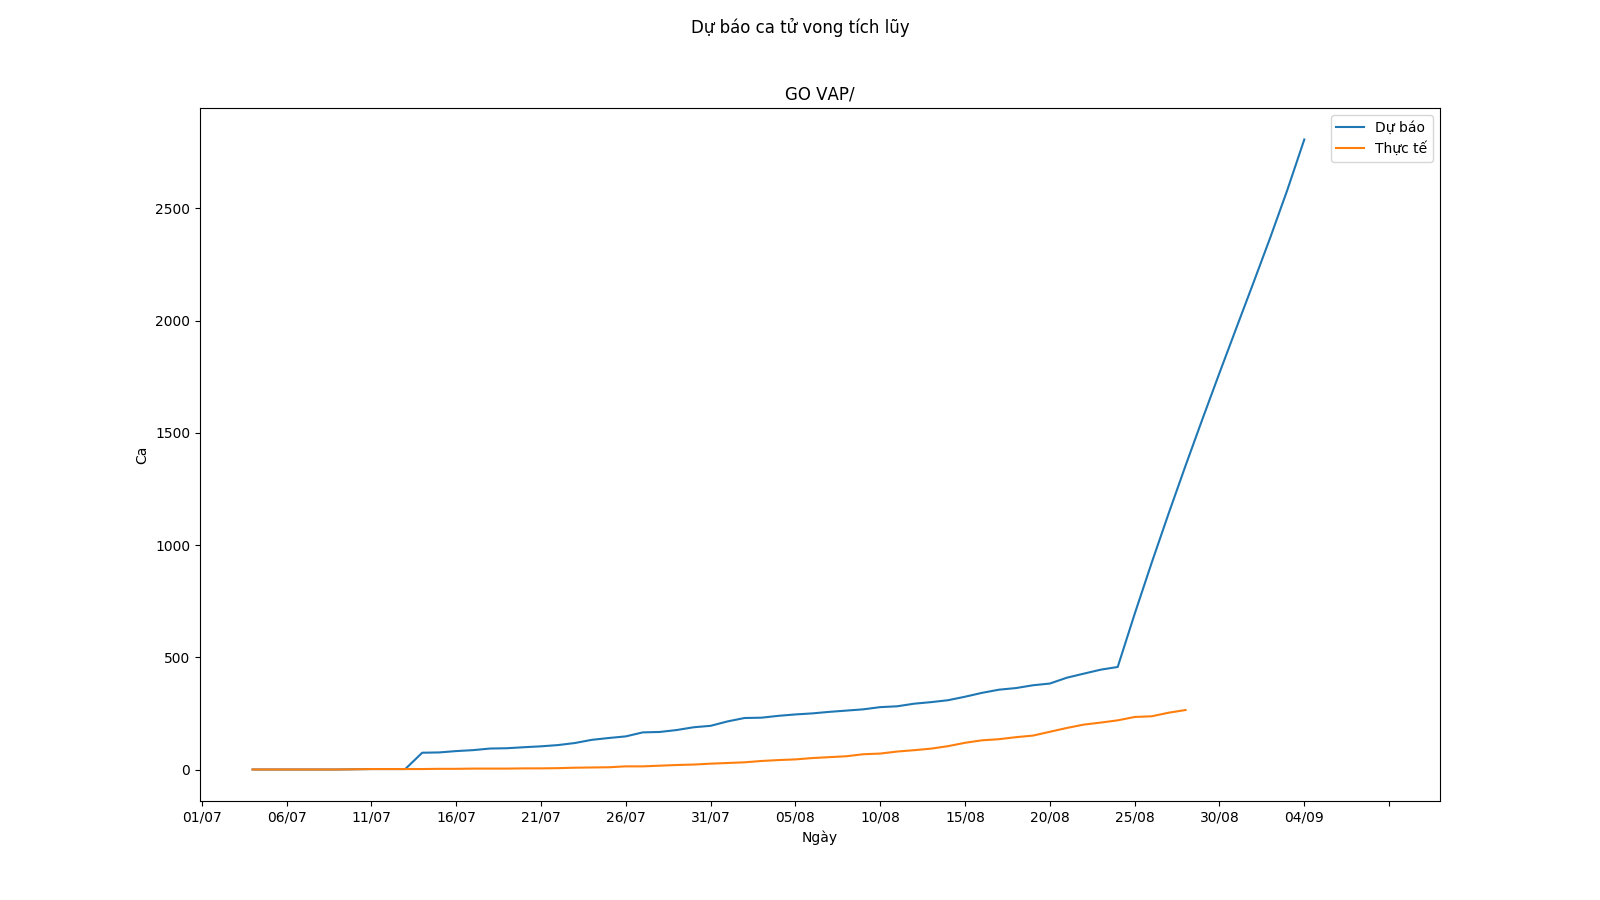 Dự báo ca tử vong tích lũy
GO VAP/
Dự báo
Thực tế
2500
2000
1500
1000
500
0
Ca
01/07 06/07 11/07 16/07 21/07 26/07 31/07 05/08 10/08 15/08 20/08 25/08 30/08 04/09
Ngày